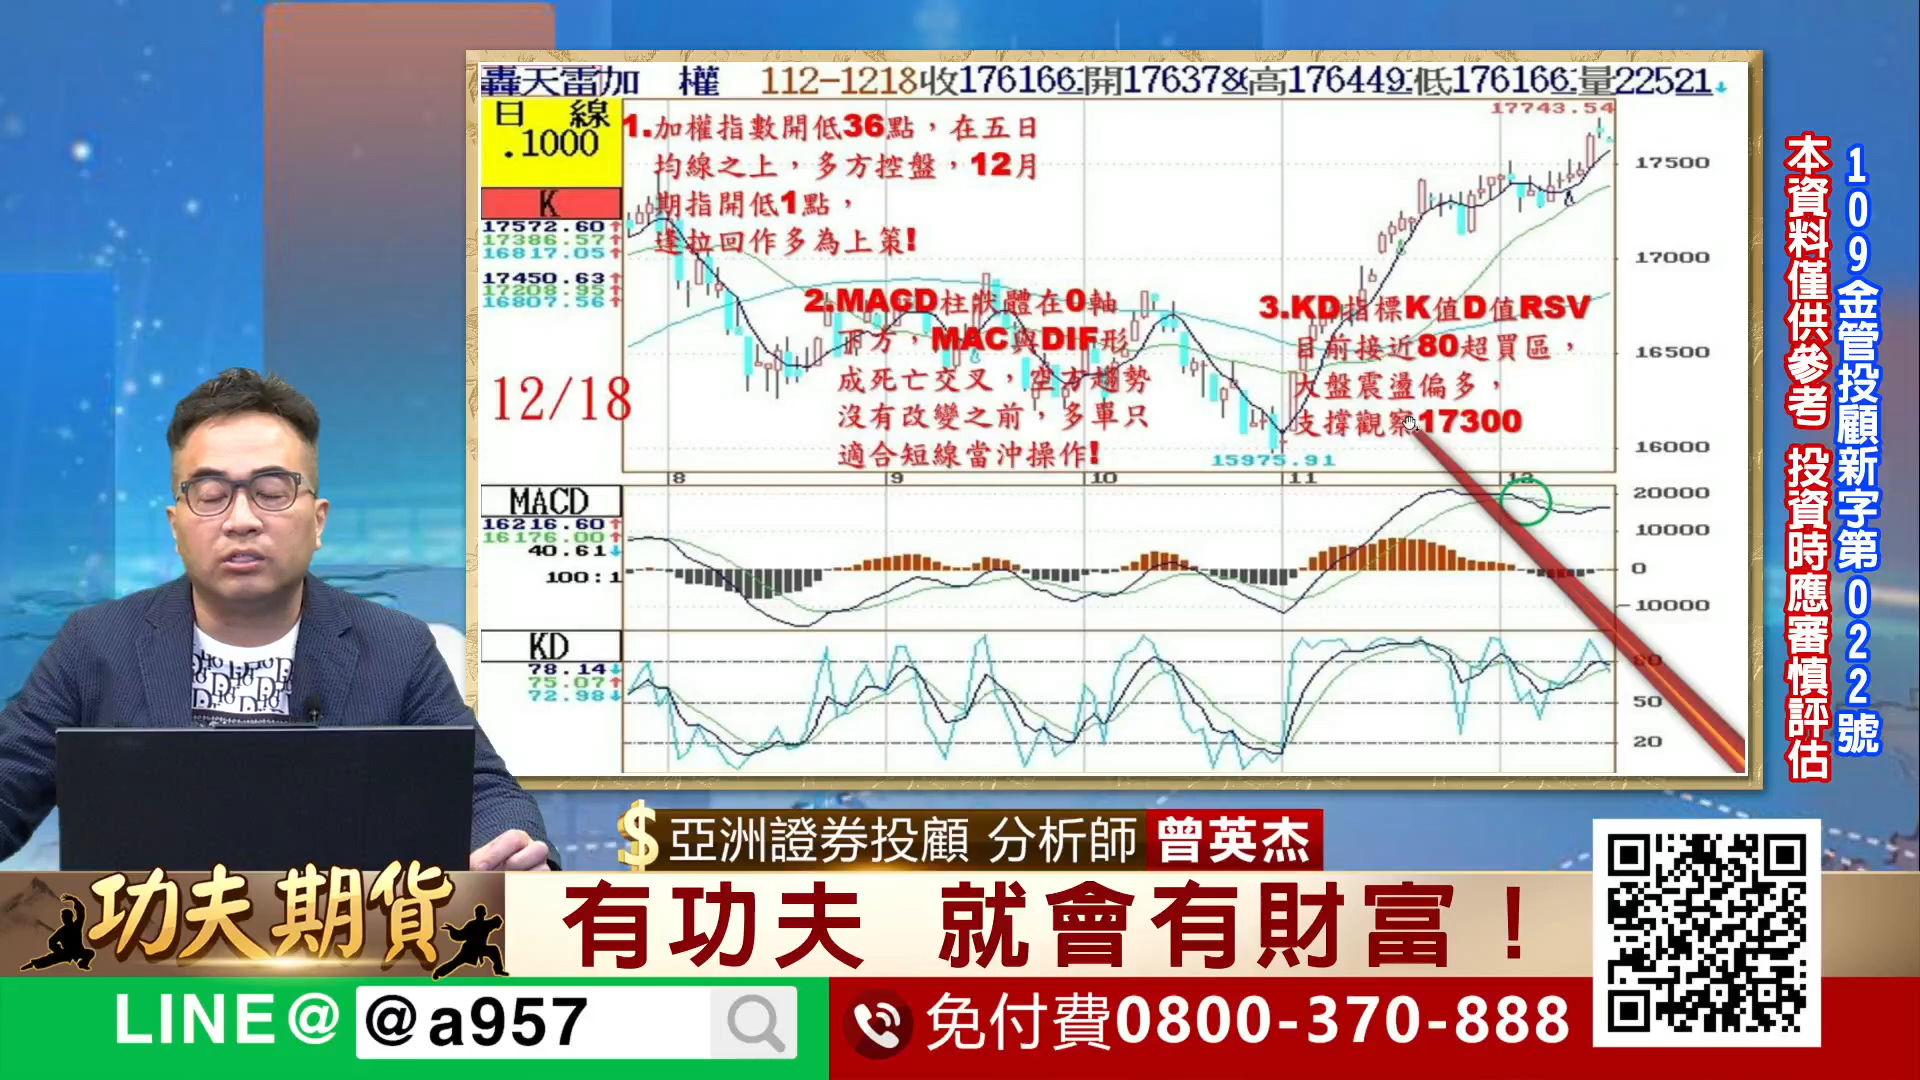 轟天雷加 權 112-1218收176166開176378高176449低176166量22521
日 線
.1000
K
17572.60
17386.57
16817.05
17450.63
17208.95
16807.56
12/18
1.加權指數開低36點，在五日
均線之上，多方控盤，12月
期指開低1點，
達拉回作多為上策!
2.MACD柱狀體在0軸
下方，MAC與DIF形
成死亡交叉，空方趨勢
沒有改變之前，多單只
適合短線當沖操作!
3.KD指標K值D值RSV
目前接近80超買區，
大盤震盪偏多，
支撐觀察17300
17743.54
17500
17000
16500
16000
15975.91
8 9 10 11 12
MACD
16216.60
16176.00
40.61
100:1
20000
10000
0
-10000
KD
78.14
75.07
72.98
80
50
20
本資料僅供參考 投資時應審慎評估
109金管投顧新字第022號
$亞洲證券投顧 分析師 曾英杰
功夫期貨
有功夫 就會有財富！
LINE@ @a957
免付費0800-370-888